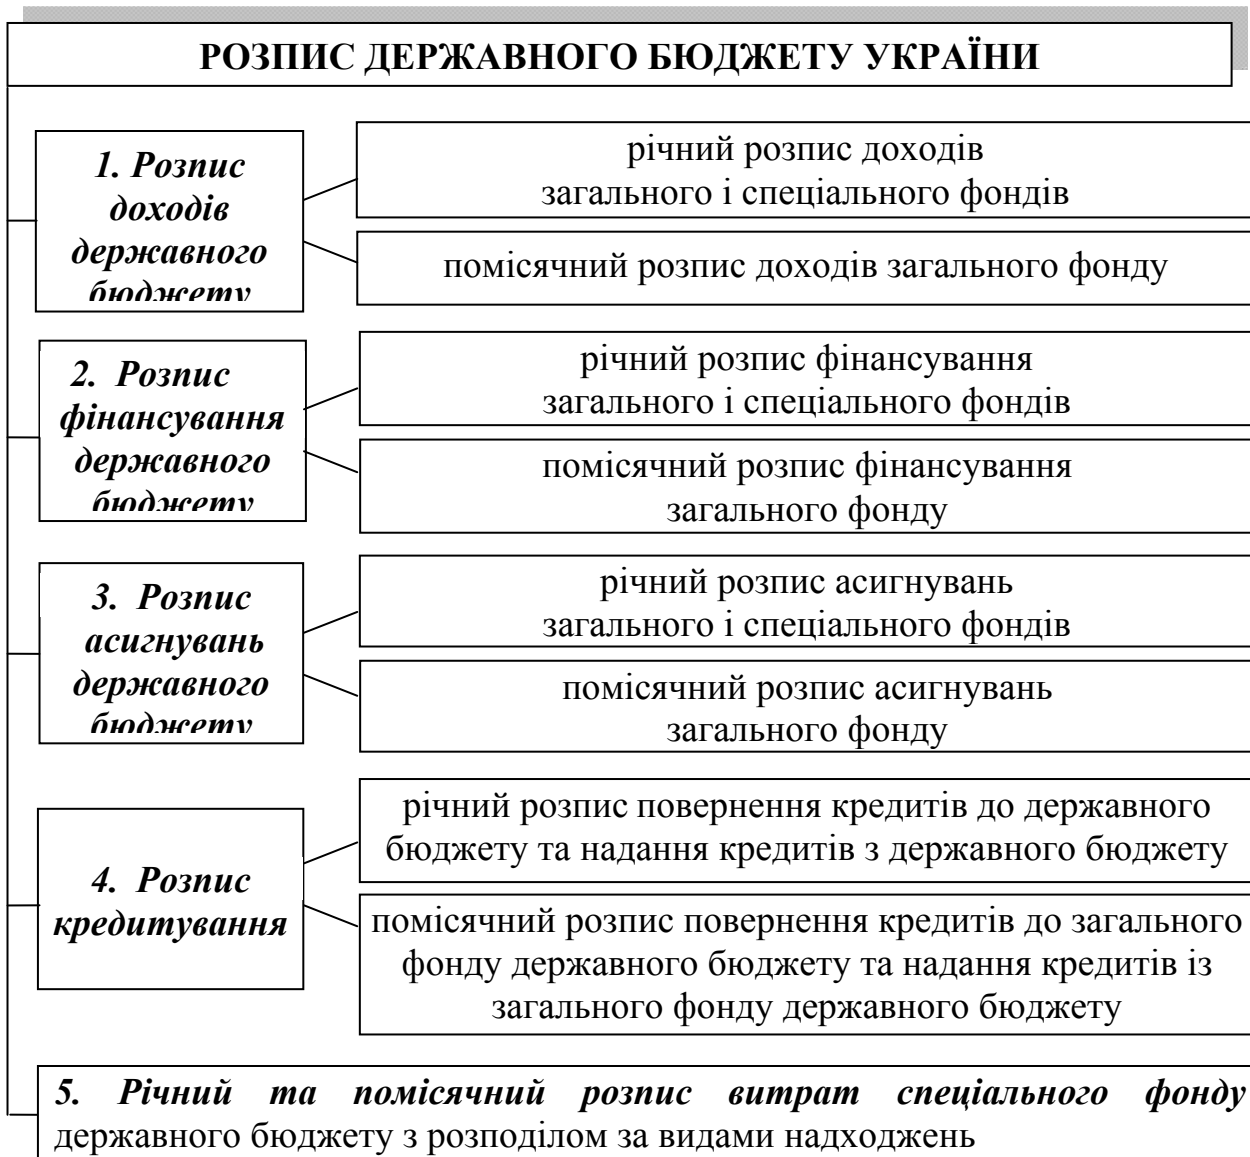 РОЗПИС ДЕРЖАВНОГО БЮДЖЕТУ УКРАЇНИ
1. Розпис
доходів
державного
бюджету
річний розпис доходів
загального і спеціального фондів
помісячний розпис доходів загального фонду
2. Розпис
фінансування
державного
бюджету
річний розпис фінансування
загального і спеціального фондів
помісячний розпис фінансування
загального фонду
3. Розпис
асигнувань
державного
бюджету
річний розпис асигнувань
загального і спеціального фондів
помісячний розпис асигнувань
загального фонду
4. Розпис
кредитування
річний розпис повернення кредитів до державного
бюджету та надання кредитів з державного бюджету
помісячний розпис повернення кредитів до загального
фонду державного бюджету та надання кредитів із
загального фонду державного бюджету
5. Річний та помісячний розпис витрат спеціального фонду
державного бюджету з розподілом за видами надходжень